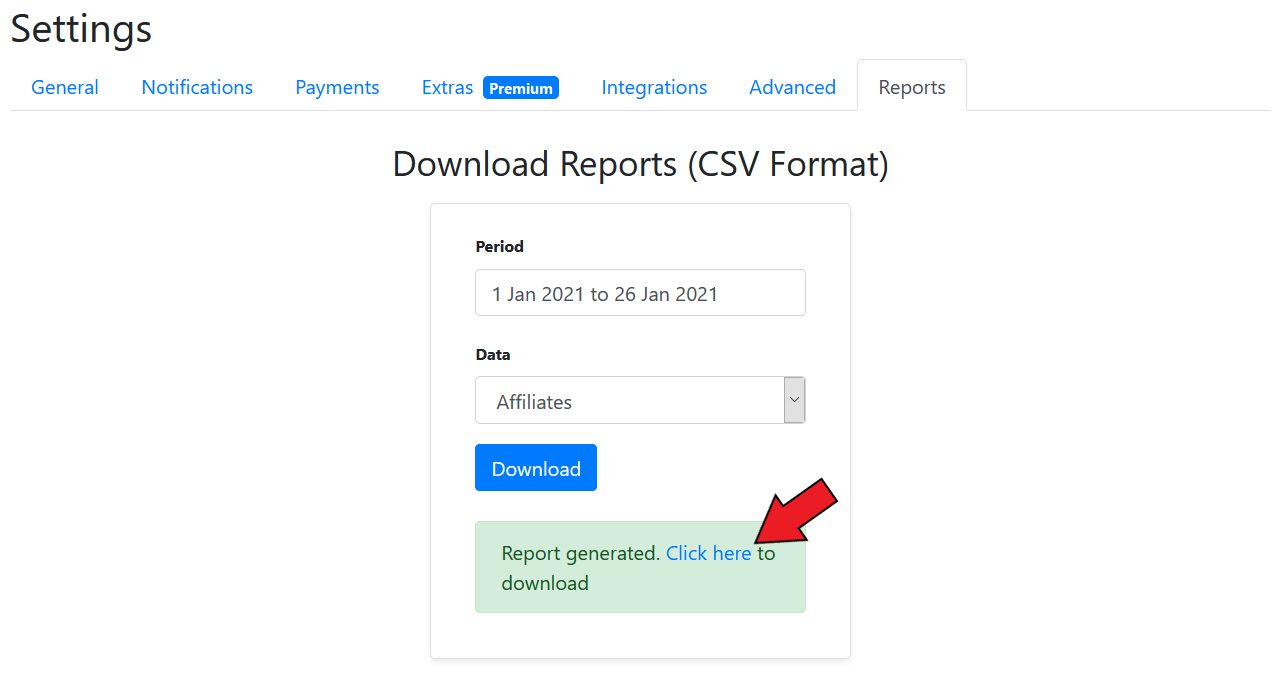 Settings
General Notifications Payments Extras Premium Integrations Advanced Reports
Download Reports (CSV Format)
Period
1 Jan 2021 to 26 Jan 2021
Data
Affiliates
Download
Report generated. Click here to
download